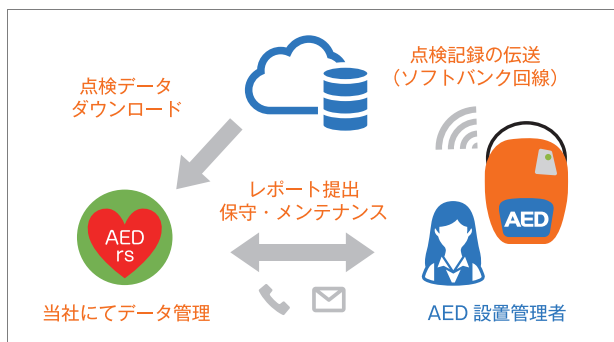 点検データ
ダウンロード
点検記録の伝送
（ソフトバンク回線）
レポート提出
保守・メンテナンス
AED
AED
rs
当社にてデータ管理
AED 設置管理者